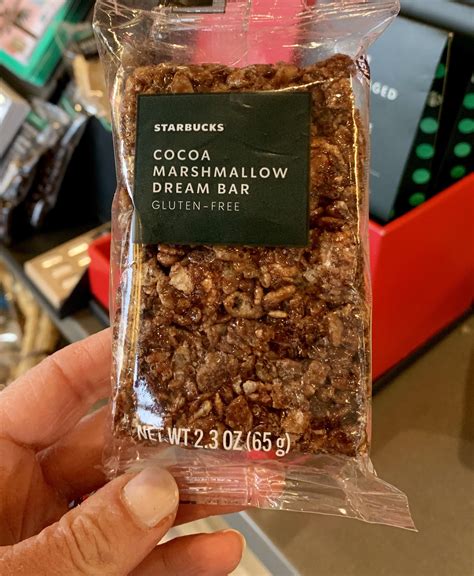 STARBUCKS
COCOA
MARSHMALLOW
DREAM BAR
GLUTEN-FREE
NET WT 2.3 OZ (65 g)